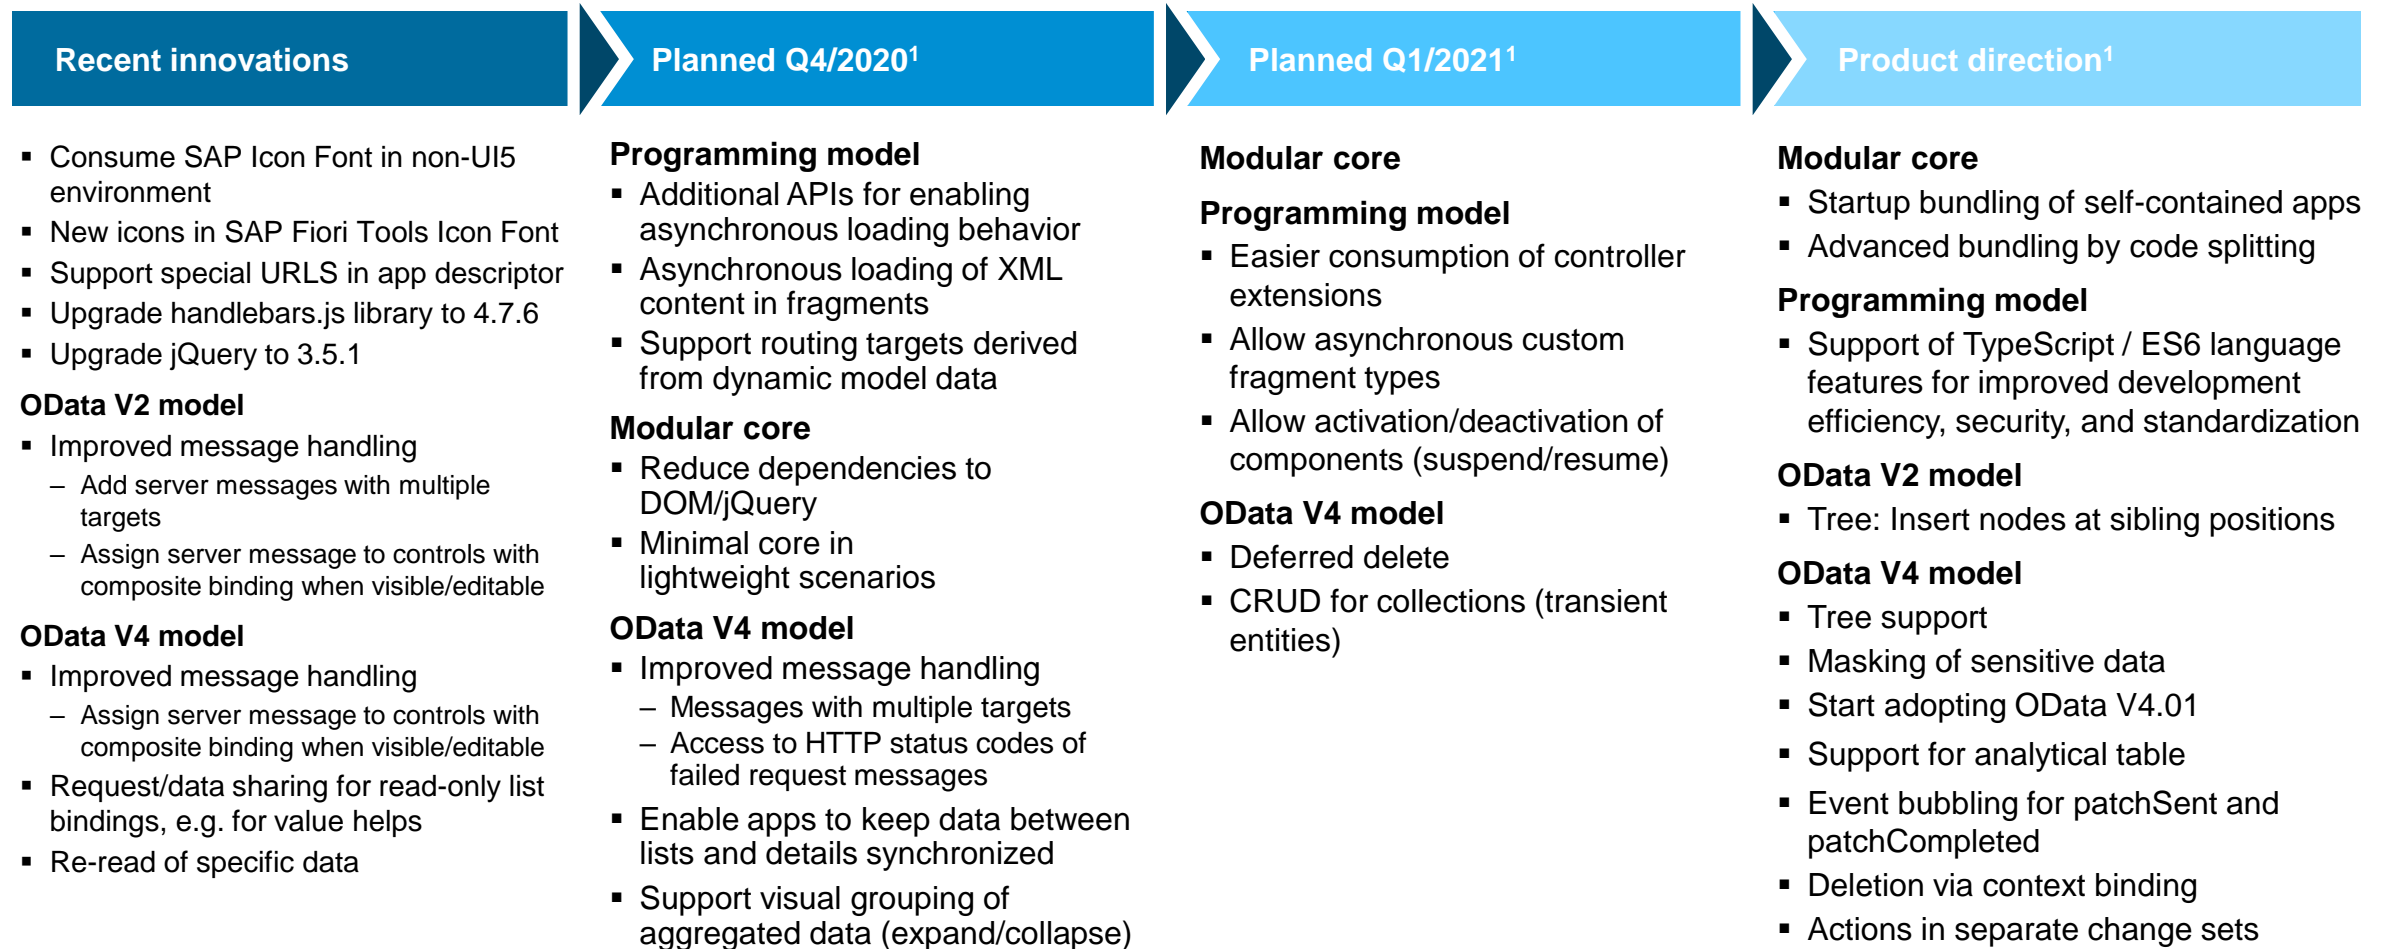 Recent innovations
▪ Consume SAP Icon Font in non-UI5
environment
▪ New icons in SAP Fiori Tools Icon Font
▪ Support special URLS in app descriptor
▪ Upgrade handlebars.js library to 4.7.6
▪ Upgrade jQuery to 3.5.1
OData V2 model
▪ Improved message handling
– Add server messages with multiple
targets
– Assign server message to controls with
composite binding when visible/editable
OData V4 model
▪ Improved message handling
– Assign server message to controls with
composite binding when visible/editable
▪ Request/data sharing for read-only list
bindings, e.g. for value helps
▪ Re-read of specific data
Planned Q4/2020¹
Programming model
▪ Additional APIs for enabling
asynchronous loading behavior
▪ Asynchronous loading of XML
content in fragments
▪ Support routing targets derived
from dynamic model data
Modular core
▪ Reduce dependencies to
DOM/jQuery
▪ Minimal core in
lightweight scenarios
OData V4 model
▪ Improved message handling
– Messages with multiple targets
– Access to HTTP status codes of
failed request messages
▪ Enable apps to keep data between
lists and details synchronized
▪ Support visual grouping of
aggregated data (expand/collapse)
Planned Q1/2021¹
Modular core
Programming model
▪ Easier consumption of controller
extensions
▪ Allow asynchronous custom
fragment types
▪ Allow activation/deactivation of
components (suspend/resume)
OData V4 model
▪ Deferred delete
▪ CRUD for collections (transient
entities)
Product direction¹
Modular core
▪ Startup bundling of self-contained apps
▪ Advanced bundling by code splitting
Programming model
▪ Support of TypeScript / ES6 language
features for improved development
efficiency, security, and standardization
OData V2 model
▪ Tree: Insert nodes at sibling positions
OData V4 model
▪ Tree support
▪ Masking of sensitive data
▪ Start adopting OData V4.01
▪ Support for analytical table
▪ Event bubbling for patchSent and
patchCompleted
▪ Deletion via context binding
▪ Actions in separate change sets